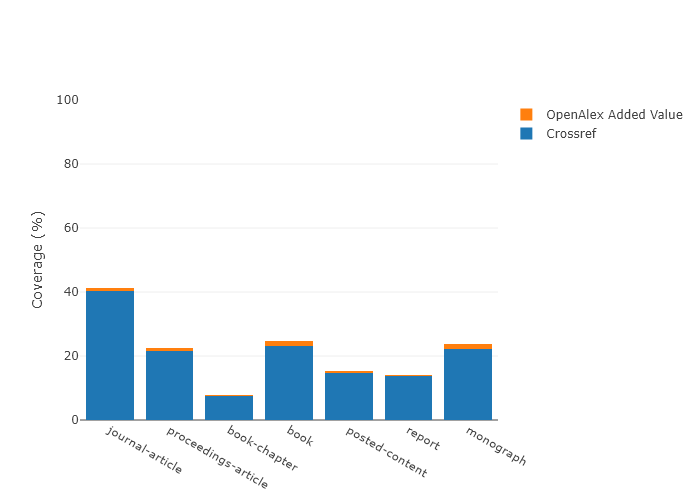 100
80
60
40
20
0
Coverage (%)
journal-article
proceedings-article
book-chapter
book
posted-content
report
monograph
OpenAlex Added Value
Crossref